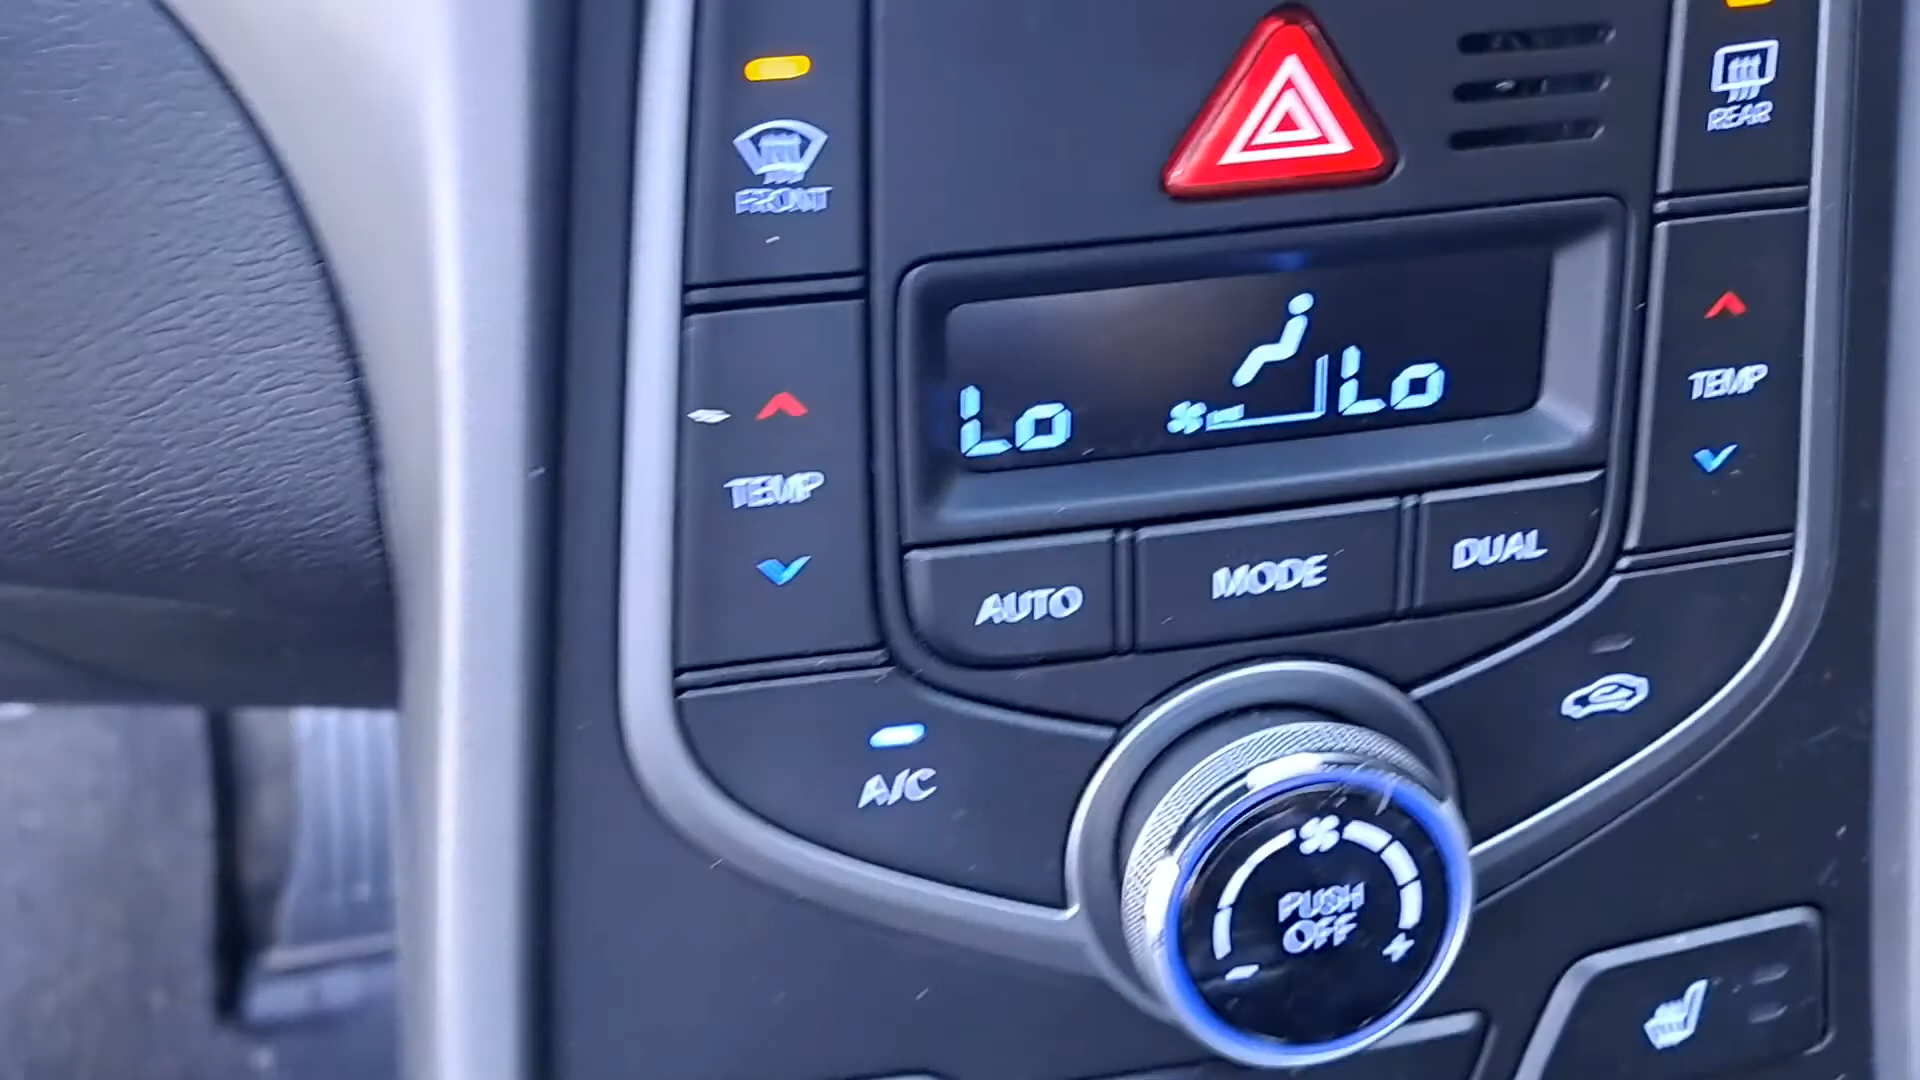 FRONT
REAR
Lo
Lo
TEMP
TEMP
AUTO
MODE
DUAL
A/C
PUSH
OFF